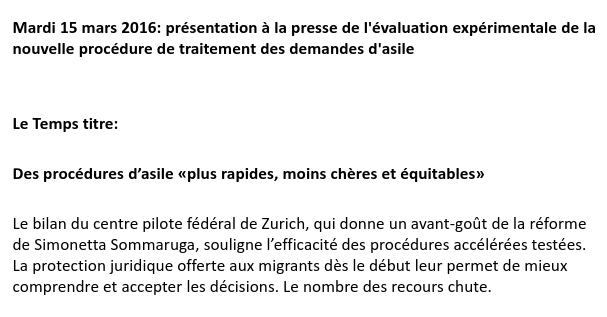 Mardi 15 mars 2016: présentation à la presse de l'évaluation expérimentale de la
nouvelle procédure de traitement des demandes d'asile
Le Temps titre:
Des procédures d’asile «plus rapides, moins chères et équitables»
Le bilan du centre pilote fédéral de Zurich, qui donne un avant-goût de la réforme
de Simonetta Sommaruga, souligne l’efficacité des procédures accélérées testées.
La protection juridique offerte aux migrants dès le début leur permet de mieux
comprendre et accepter les décisions. Le nombre des recours chute.